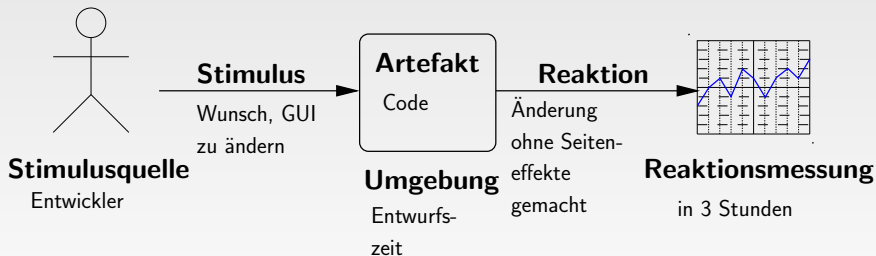 Stimulusquelle
Entwickler
Stimulus
Wunsch, GUI
zu ändern
Artefakt
Code
Umgebung
Entwurfs-
zeit
Reaktion
Änderung
ohne Seiten-
effekte
gemacht
Reaktionsmessung
in 3 Stunden